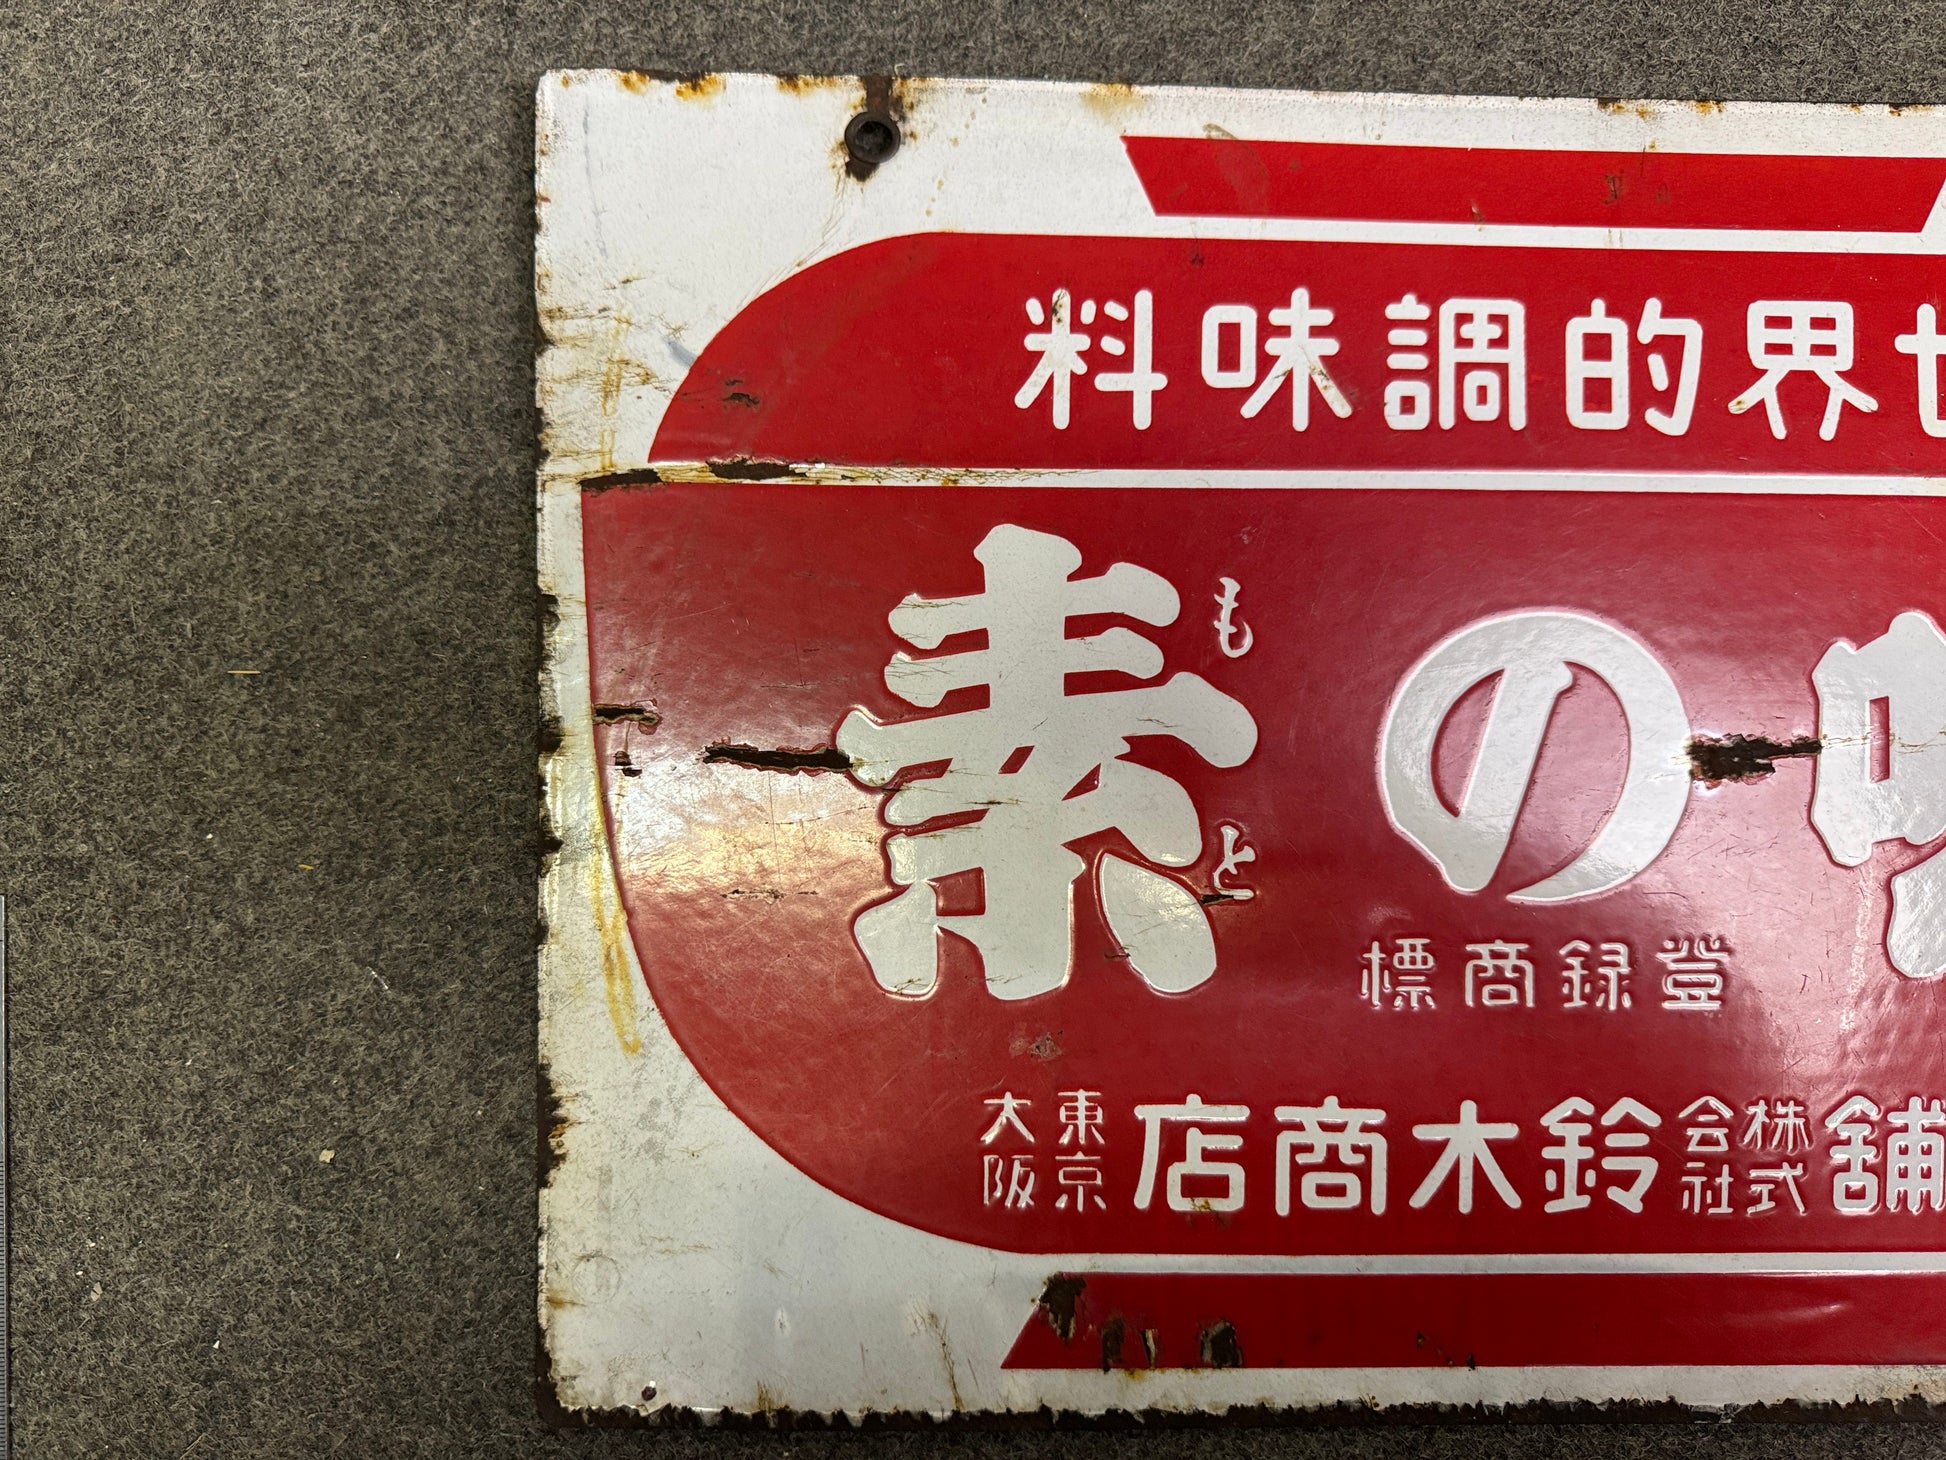 世界的調味料
味の素
もと
登録商標
舗株式会社鈴木商店
東京
大阪